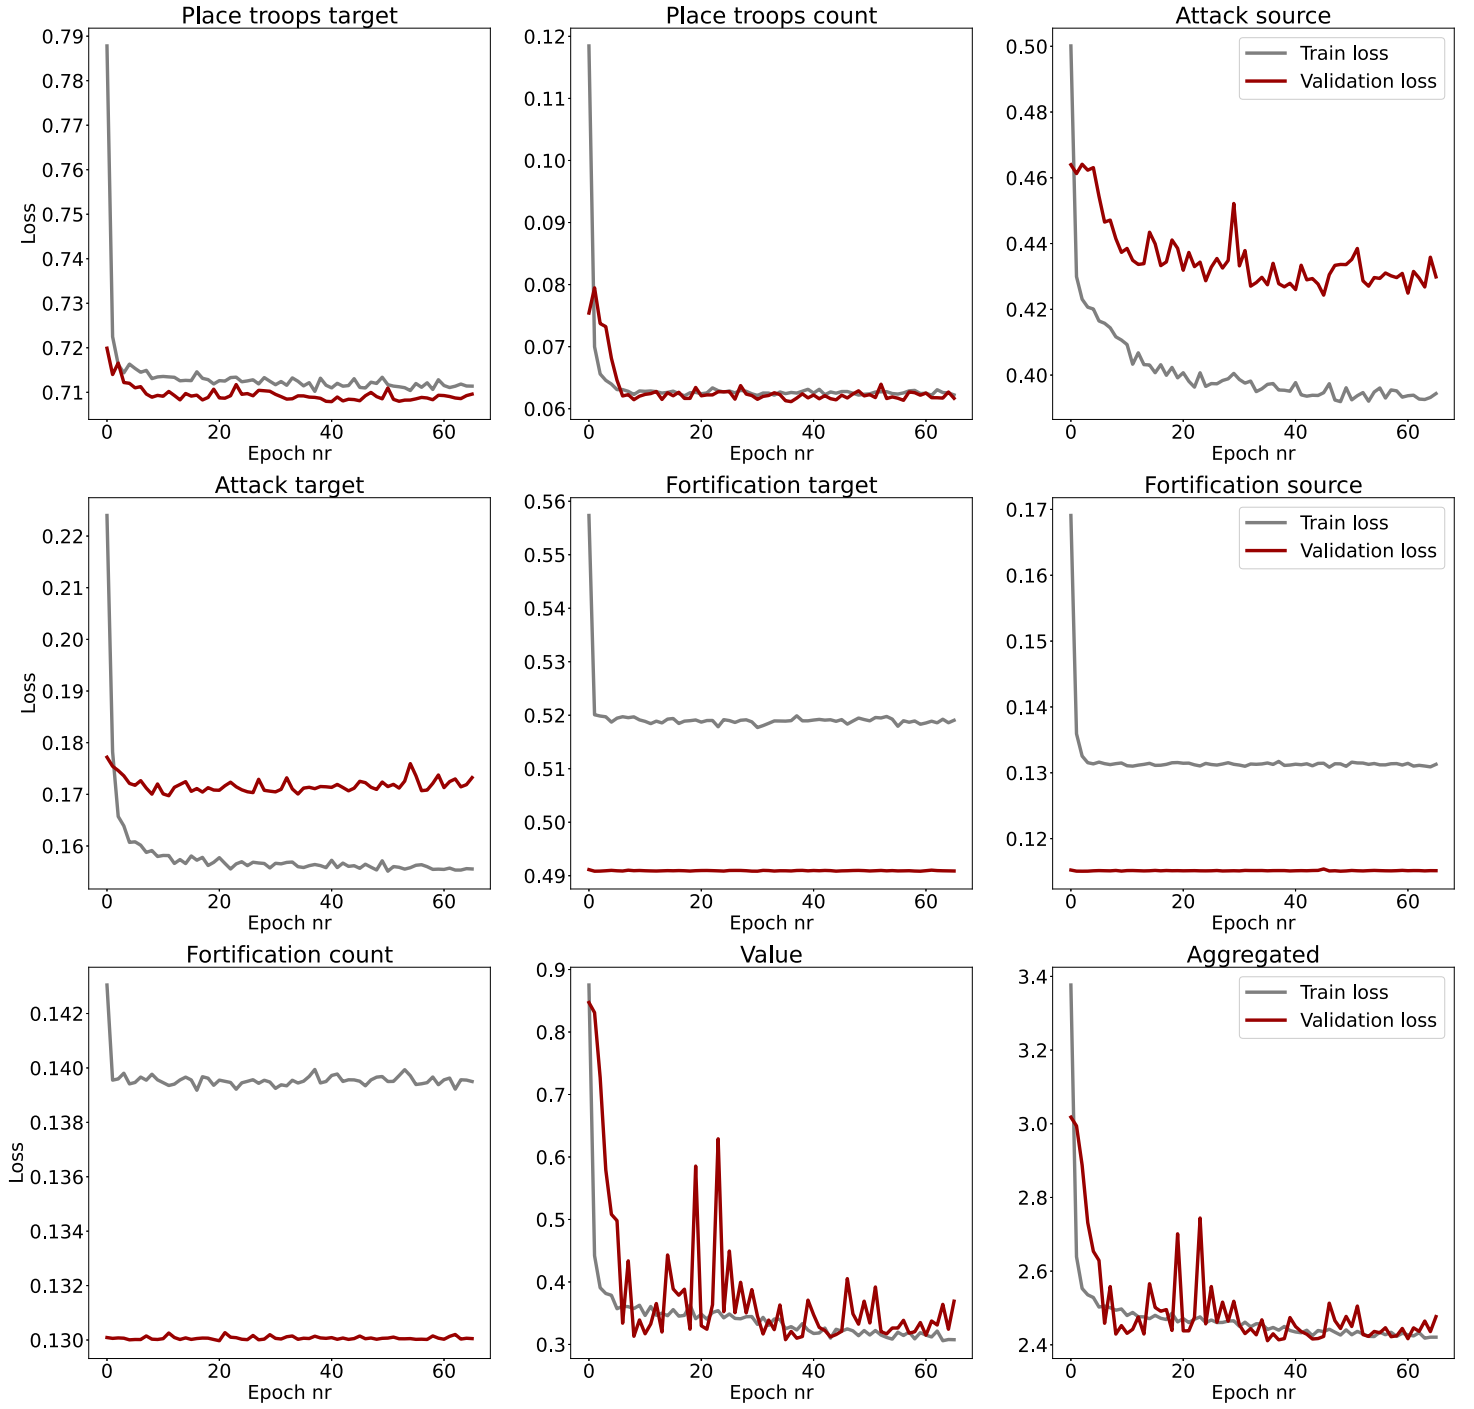 Place troops target
Loss
0.79
0.78
0.77
0.76
0.75
0.74
0.73
0.72
0.71
0 20 40 60
Epoch nr
Place troops count
0.12
0.11
0.10
0.09
0.08
0.07
0.06
0 20 40 60
Epoch nr
Attack source
Train loss
Validation loss
0.50
0.48
0.46
0.44
0.42
0.40
0 20 40 60
Epoch nr
Attack target
Loss
0.22
0.21
0.20
0.19
0.18
0.17
0.16
0 20 40 60
Epoch nr
Fortification target
0.56
0.55
0.54
0.53
0.52
0.51
0.50
0.49
0 20 40 60
Epoch nr
Fortification source
Train loss
Validation loss
0.17
0.16
0.15
0.14
0.13
0.12
0 20 40 60
Epoch nr
Fortification count
Loss
0.142
0.140
0.138
0.136
0.134
0.132
0.130
0 20 40 60
Epoch nr
Value
0.9
0.8
0.7
0.6
0.5
0.4
0.3
0 20 40 60
Epoch nr
Aggregated
Train loss
Validation loss
3.4
3.2
3.0
2.8
2.6
2.4
0 20 40 60
Epoch nr